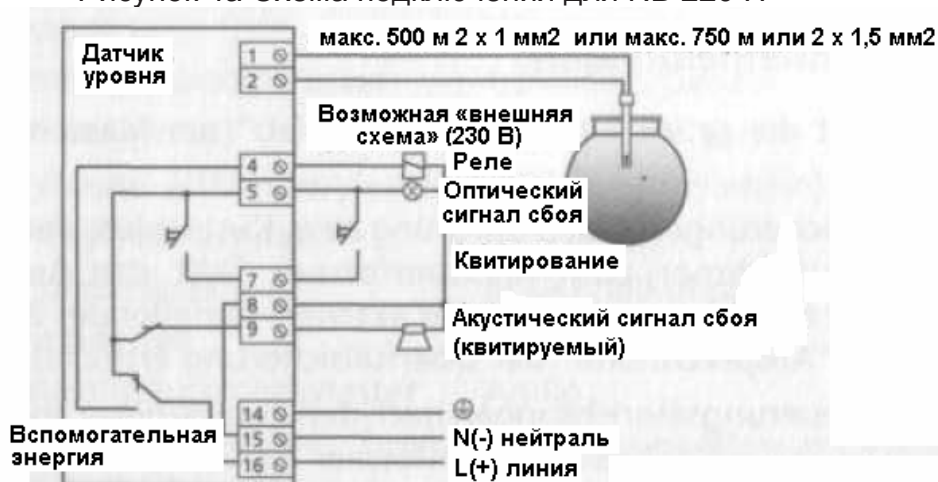 Датчик
уровня
1
2
макс. 500 м 2 x 1 мм2 или макс. 750 м или 2 x 1,5 мм2
Возможная «внешняя
схема» (230 В)
4
Реле
5
Оптический
сигнал сбоя
Квитирование
7
8
9
Акустический сигнал сбоя
(квитируемый)
14
Вспомогательная
энергия
15
N(-) нейтраль
16
L(+) линия